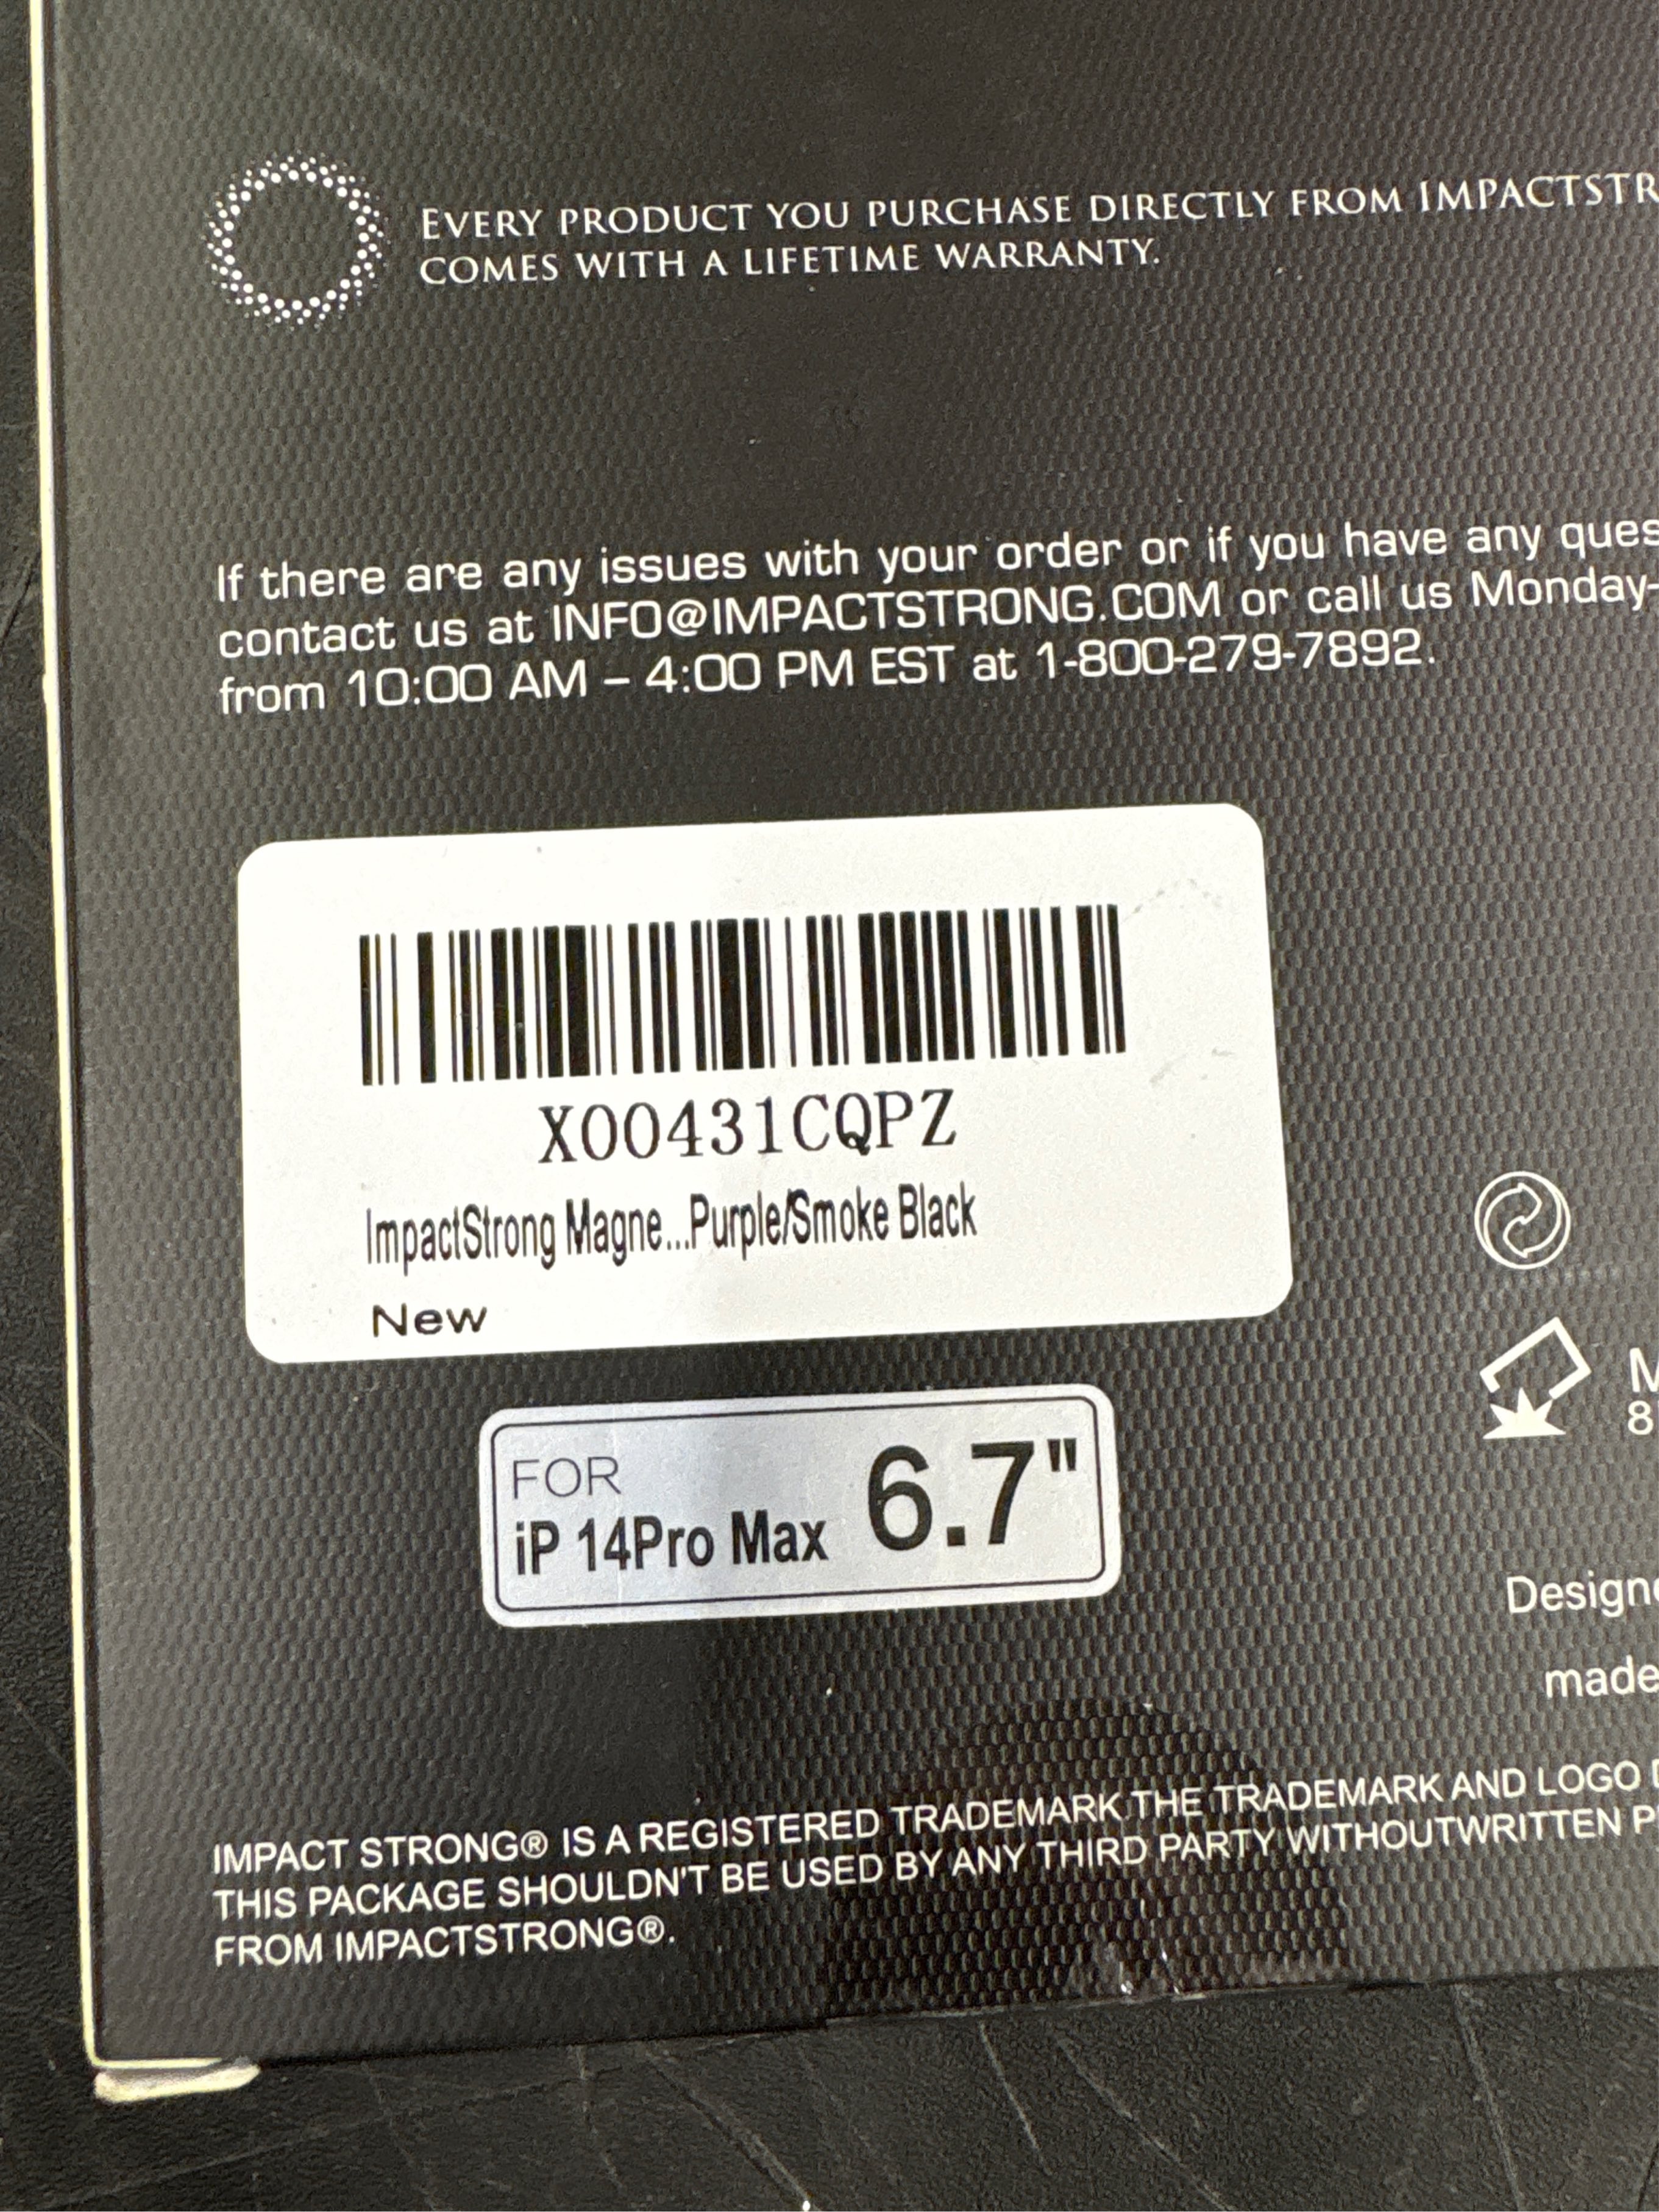 EVERY PRODUCT YOU PURCHASE DIRECTLY FROM
COMES WITH A LIFETIME WARRANTY.
If there are any issues with your order or if you have any
contact us at INFO@IMPACTSTRONG.COM or call us Monday-
from 10:00 AM – 4:00 PM EST at 1-800-279-7892.
X00431CQPZ
ImpactStrong Magne...Purple/Smoke Black
New
FOR
iP 14Pro Max 6.7"
made
IMPACT STRONG® IS A REGISTERED TRADEMARK THE TRADEMARK AND LOGO
THIS PACKAGE SHOULDN'T BE USED BY ANY THIRD PARTY WITHOUTWRITTEN
FROM IMPACTSTRONG®.